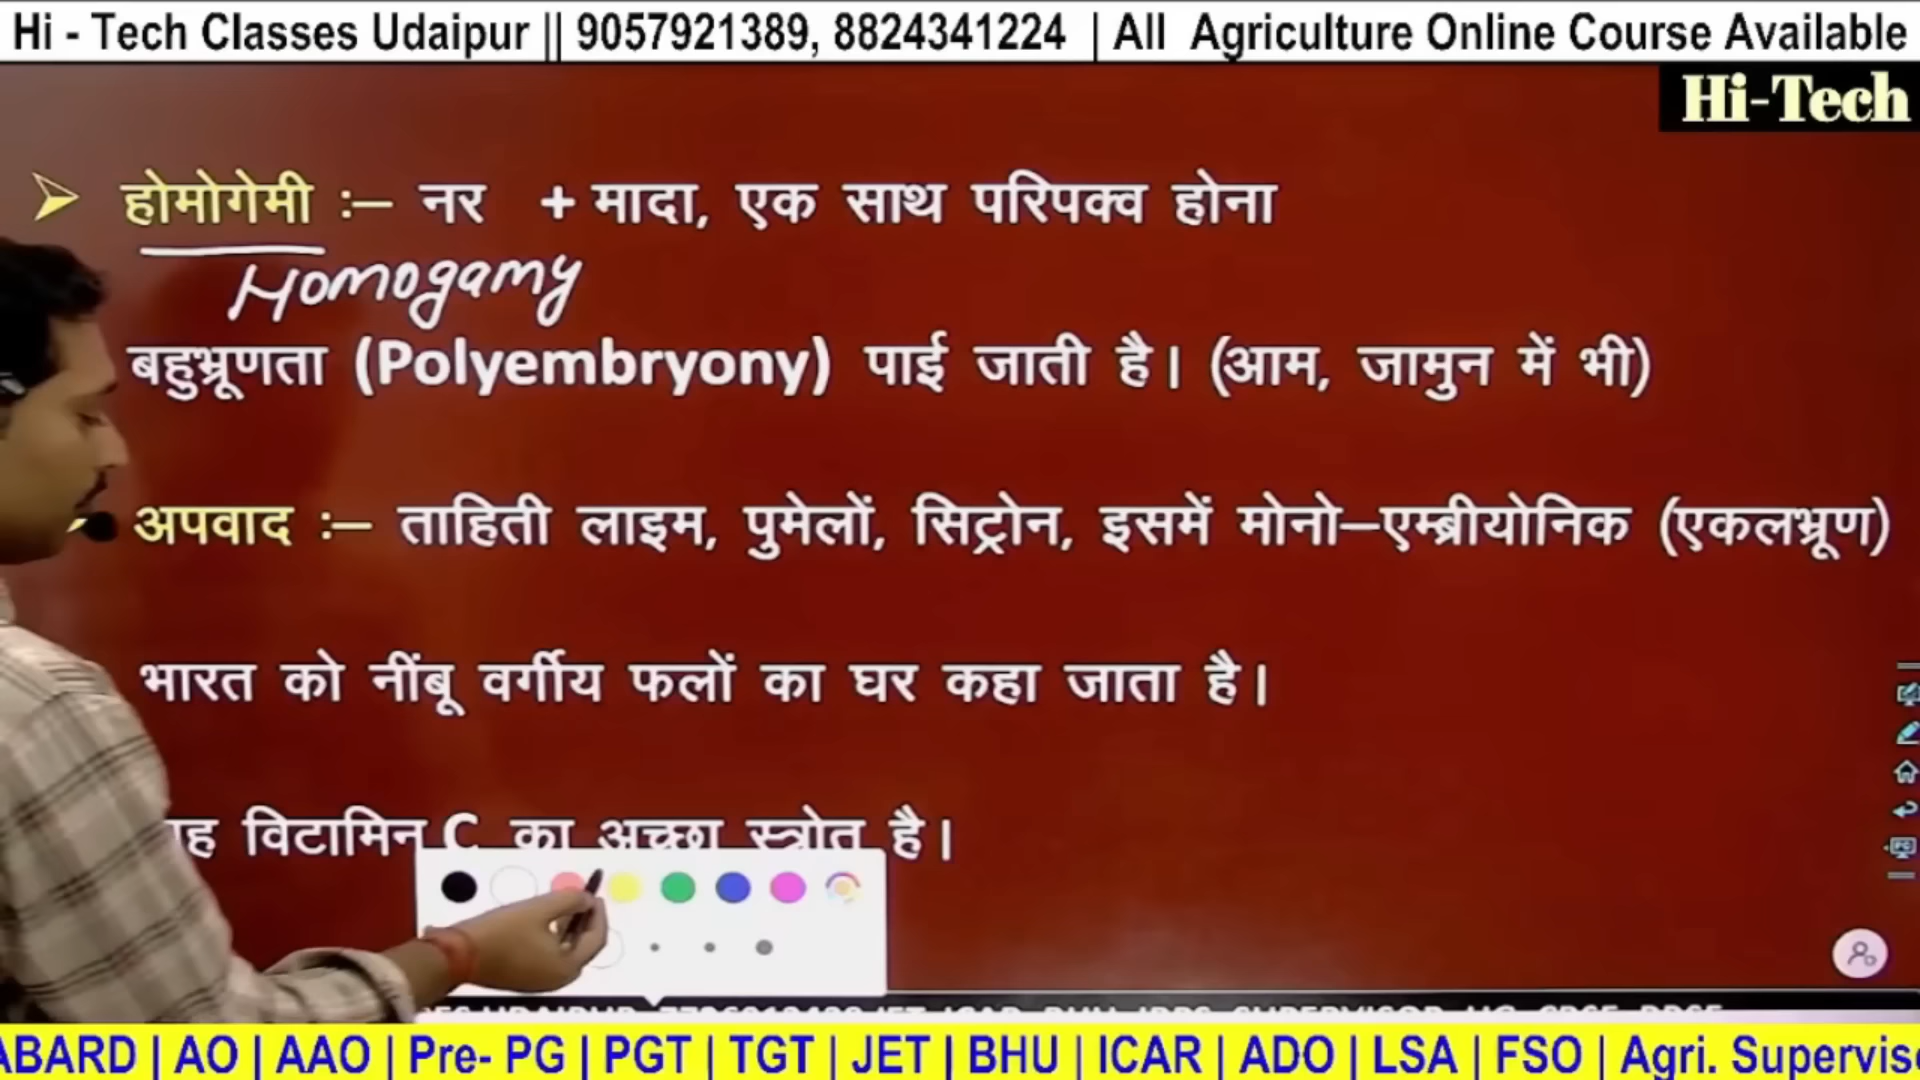 Hi - Tech Classes Udaipur || 9057921389, 8824341224 | All Agriculture Online Course Available
Hi-Tech
➢ होमोगेमी :– नर + मादा, एक साथ परिपक्व होना
Homogamy
बहुभ्रूणता (Polyembryony) पाई जाती है। (आम, जामुन में भी)
अपवाद :– ताहिती लाइम, पुमेलों, सिट्रोन, इसमें मोनो–एम्ब्रीयोनिक (एकलभ्रूण)
भारत को नींबू वर्गीय फलों का घर कहा जाता है।
विटामिन C का अच्छा स्त्रोत है।
ABARD | AO | AAO | Pre- PG | PGT | TGT | JET | BHU | ICAR | ADO | LSA | FSO | Agri. Superviso